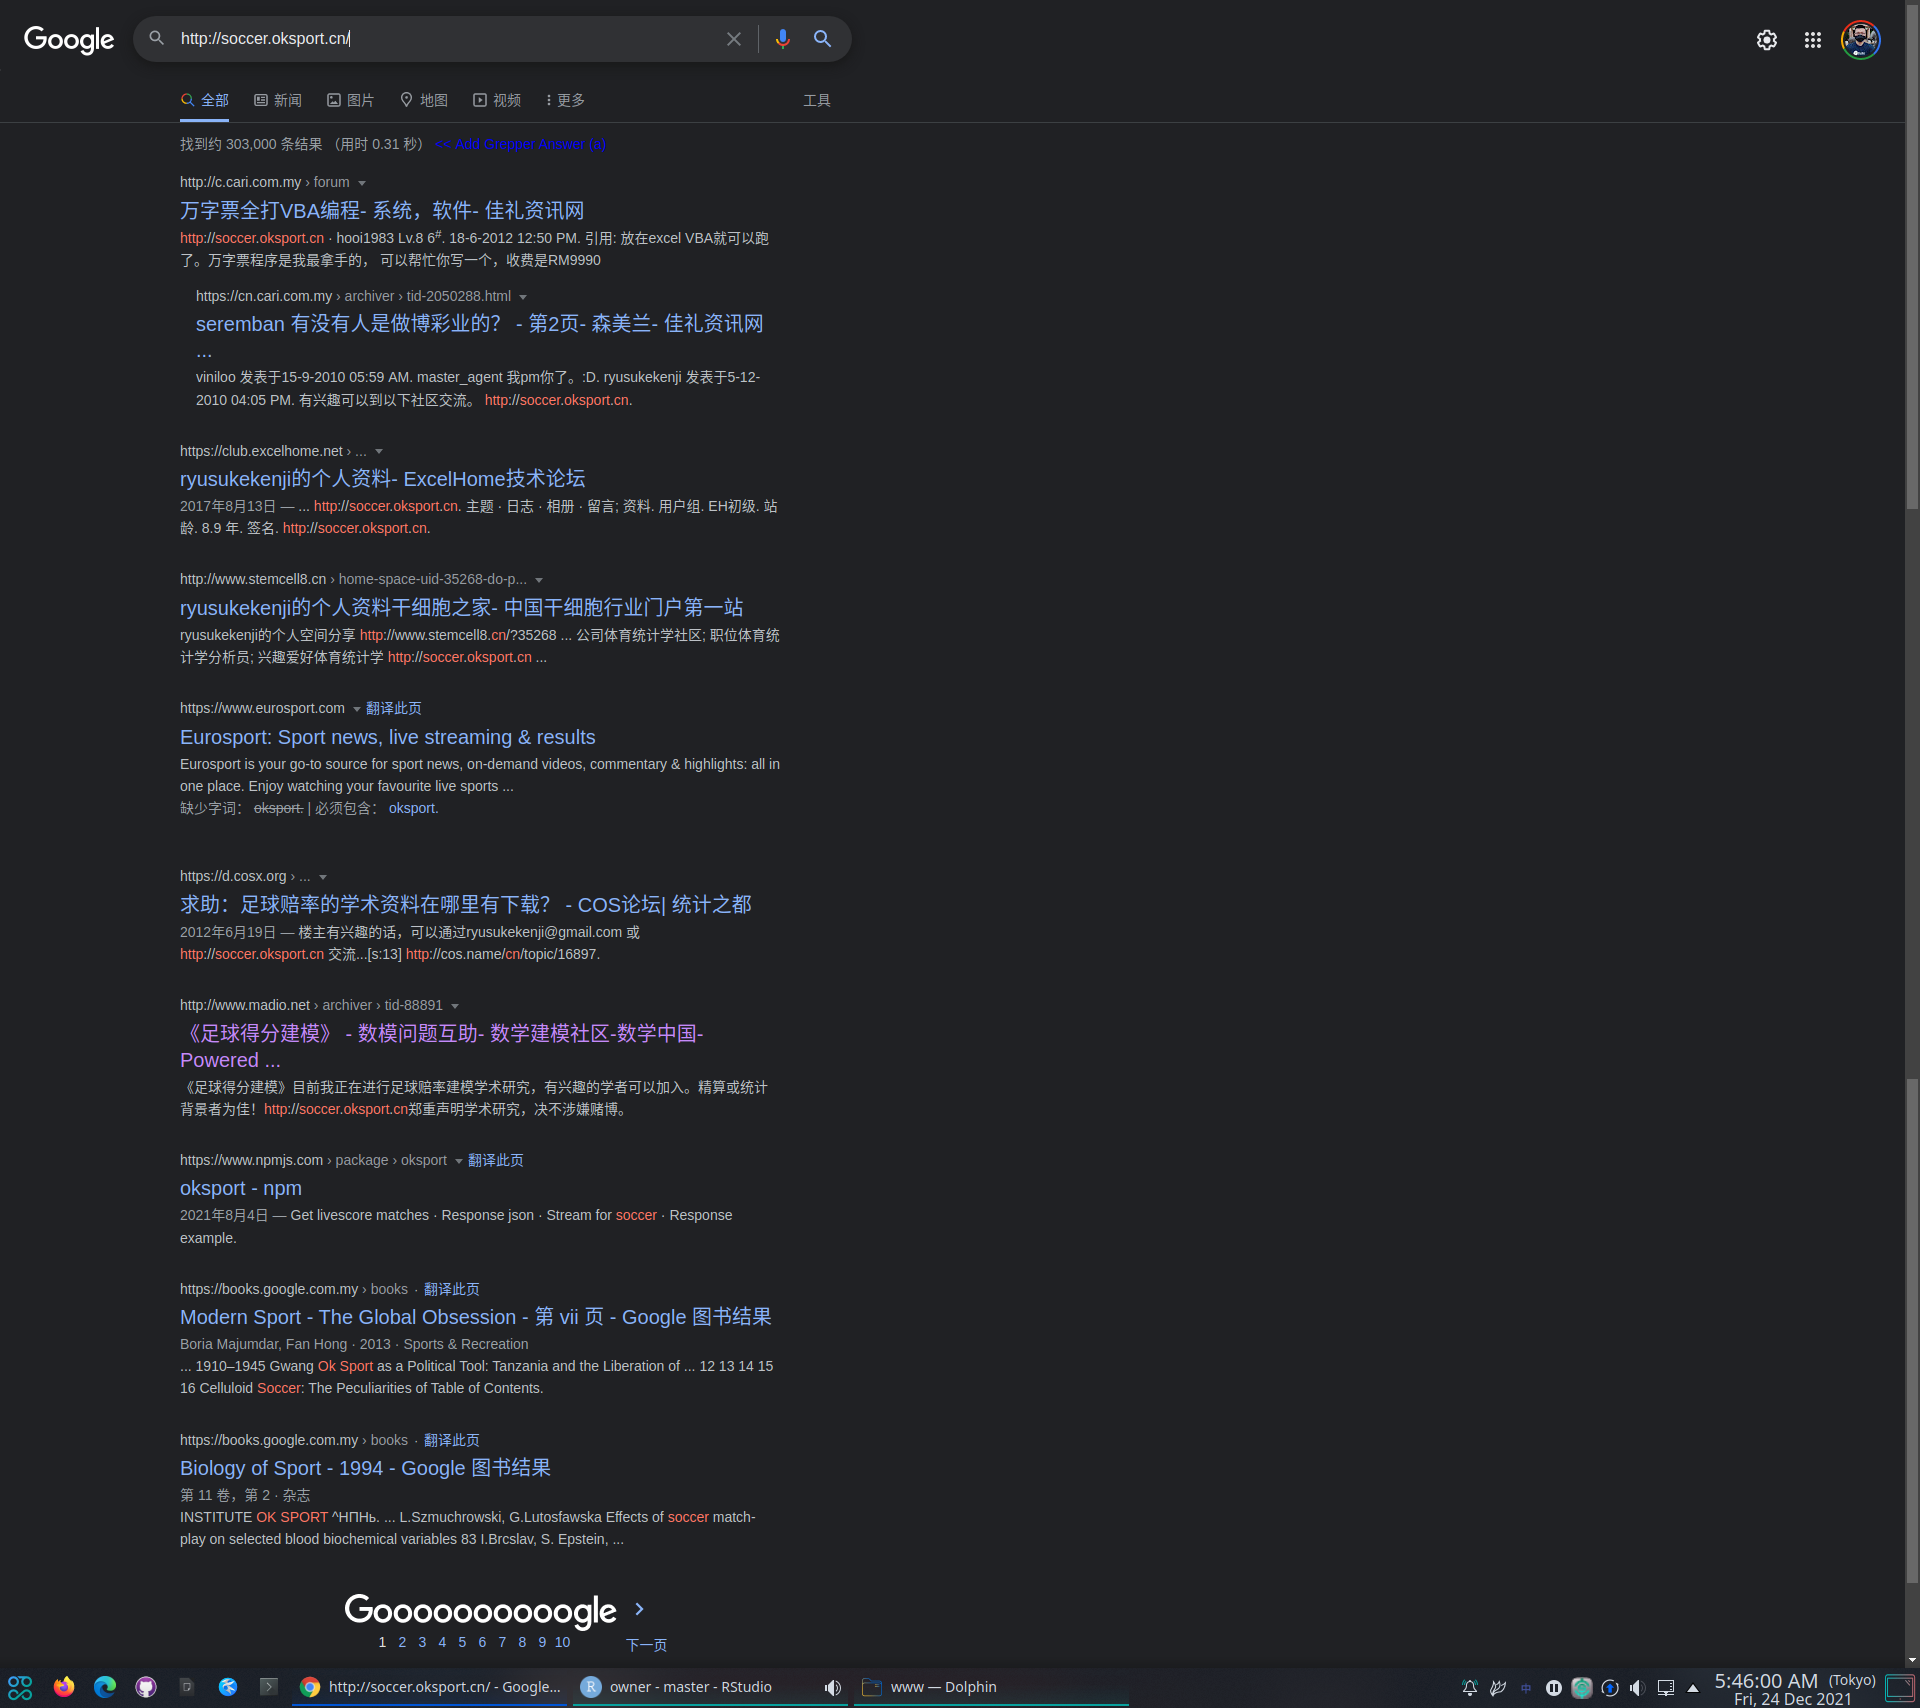 Google
http://soccer.oksport.cn/
全部 新闻 图片 地图 视频 更多 工具
找到约 303,000 条结果 （用时 0.31 秒） << Add Grepper Answer (a)
http://c.cari.com.my › forum
万字票全打VBA编程- 系统，软件- 佳礼资讯网
http://soccer.oksport.cn · hooi1983 Lv.8 6#. 18-6-2012 12:50 PM. 引用: 放在excel VBA就可以跑
了。万字票程序是我最拿手的， 可以帮忙你写一个，收费是RM9990
https://cn.cari.com.my › archiver › tid-2050288.html
seremban 有没有人是做博彩业的？ - 第2页- 森美兰- 佳礼资讯网
...
viniloo 发表于15-9-2010 05:59 AM. master_agent 我pm你了。:D. ryusukekenji 发表于5-12-
2010 04:05 PM. 有兴趣可以到以下社区交流。 http://soccer.oksport.cn.
https://club.excelhome.net › ...
ryusukekenji的个人资料- ExcelHome技术论坛
2017年8月13日 — ... http://soccer.oksport.cn. 主题 · 日志 · 相册 · 留言; 资料. 用户组. EH初级. 站
龄. 8.9 年. 签名. http://soccer.oksport.cn.
http://www.stemcell8.cn › home-space-uid-35268-do-p...
ryusukekenji的个人资料干细胞之家- 中国干细胞行业门户第一站
ryusukekenji的个人空间分享 http://www.stemcell8.cn/?35268 ... 公司体育统计学社区; 职位体育统
计学分析员; 兴趣爱好体育统计学 http://soccer.oksport.cn ...
https://www.eurosport.com 翻译此页
Eurosport: Sport news, live streaming & results
Eurosport is your go-to source for sport news, on-demand videos, commentary & highlights: all in
one place. Enjoy watching your favourite live sports ...
缺少字词： oksport. | 必须包含： oksport.
https://d.cosx.org › ...
求助：足球赔率的学术资料在哪里有下载？ - COS论坛| 统计之都
2012年6月19日 — 楼主有兴趣的话，可以通过ryusukekenji@gmail.com 或
http://soccer.oksport.cn 交流...[s:13] http://cos.name/cn/topic/16897.
http://www.madio.net › archiver › tid-88891
《足球得分建模》 - 数模问题互助- 数学建模社区-数学中国-
Powered ...
《足球得分建模》目前我正在进行足球赔率建模学术研究，有兴趣的学者可以加入。精算或统计
背景者为佳！http://soccer.oksport.cn郑重声明学术研究，决不涉嫌赌博。
https://www.npmjs.com › package › oksport 翻译此页
oksport - npm
2021年8月4日 — Get livescore matches · Response json · Stream for soccer · Response
example.
https://books.google.com.my › books · 翻译此页
Modern Sport - The Global Obsession - 第 vii 页 - Google 图书结果
Boria Majumdar, Fan Hong · 2013 · Sports & Recreation
... 1910–1945 Gwang Ok Sport as a Political Tool: Tanzania and the Liberation of ... 12 13 14 15
16 Celluloid Soccer: The Peculiarities of Table of Contents.
https://books.google.com.my › books · 翻译此页
Biology of Sport - 1994 - Google 图书结果
第 11 卷，第 2 · 杂志
INSTITUTE OK SPORT ^НПНь. ... L.Szmuchrowski, G.Lutosfawska Effects of soccer match-
play on selected blood biochemical variables 83 I.Brcslav, S. Epstein, ...
Goooooooooogle
1 2 3 4 5 6 7 8 9 10 下一页
http://soccer.oksport.cn/ - Google... owner - master - RStudio www — Dolphin 中 5:46:00 AM (Tokyo)
Fri, 24 Dec 2021